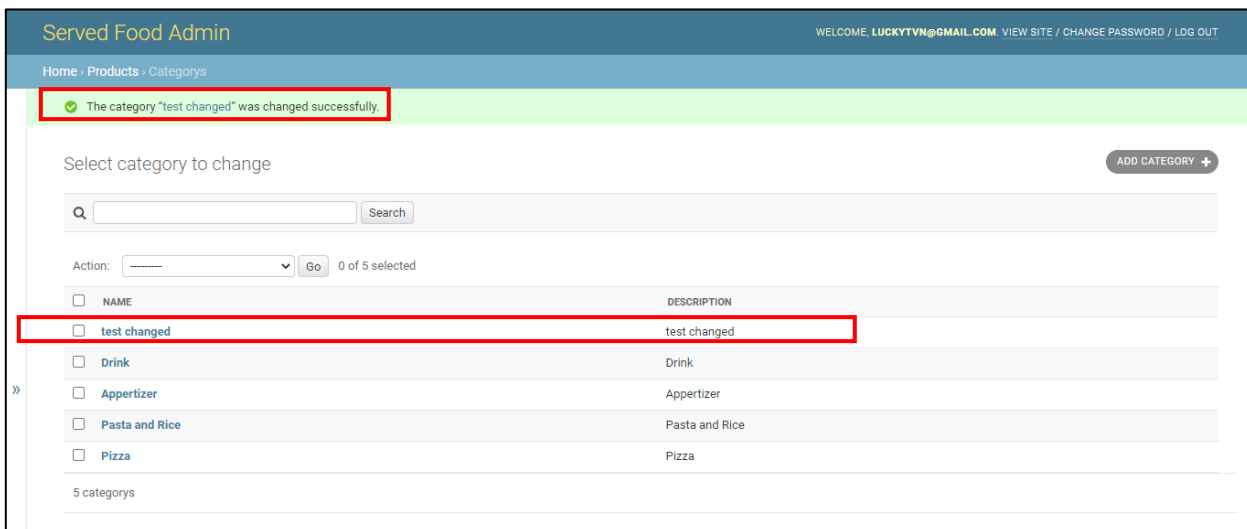 Served Food Admin
WELCOME, LUCKYTVN@GMAIL.COM. VIEW SITE / CHANGE PASSWORD / LOG OUT
Home › Products › Categorys
The category “test changed” was changed successfully.
Select category to change
ADD CATEGORY +
Search
Action: --------- Go 0 of 5 selected
NAME DESCRIPTION
test changed test changed
Drink Drink
Appertizer Appertizer
»
Pasta and Rice Pasta and Rice
Pizza Pizza
5 categorys